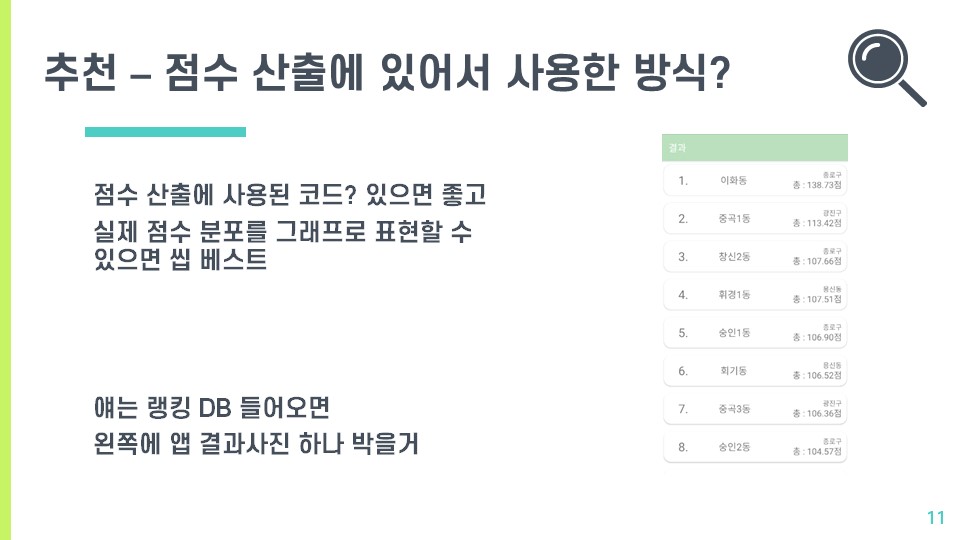 추천 – 점수 산출에 있어서 사용한 방식?
점수 산출에 사용된 코드? 있으면 좋고
실제 점수 분포를 그래프로 표현할 수
있으면 씹 베스트
얘는 랭킹 DB 들어오면
왼쪽에 앱 결과사진 하나 박을거
결과
1. 이화동 종로구
총 : 138.73점
2. 중곡1동 광진구
총 : 113.42점
3. 창신2동 종로구
총 : 107.66점
4. 휘경1동 용신동
총 : 107.51점
5. 숭인1동 종로구
총 : 106.90점
6. 회기동 용신동
총 : 106.52점
7. 중곡3동 광진구
총 : 106.36점
8. 숭인2동 종로구
총 : 104.57점
11